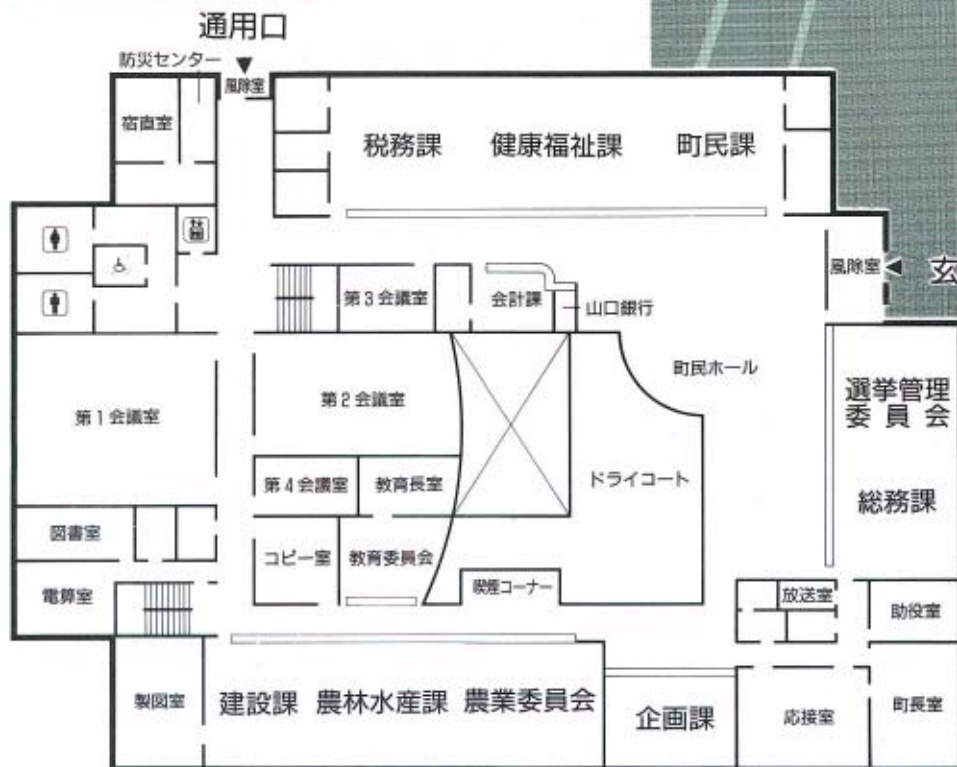 通用口
防災センター
風除室
宿直室
税務課 健康福祉課 町民課
風除室
玄
第3会議室
会計課
山口銀行
町民ホール
第1会議室
第2会議室
選挙管理
委員会
第4会議室
教育長室
ドライコート
総務課
図書室
コピー室
教育委員会
喫煙コーナー
電算室
放送室
助役室
製図室
建設課 農林水産課 農業委員会
企画課
応接室
町長室